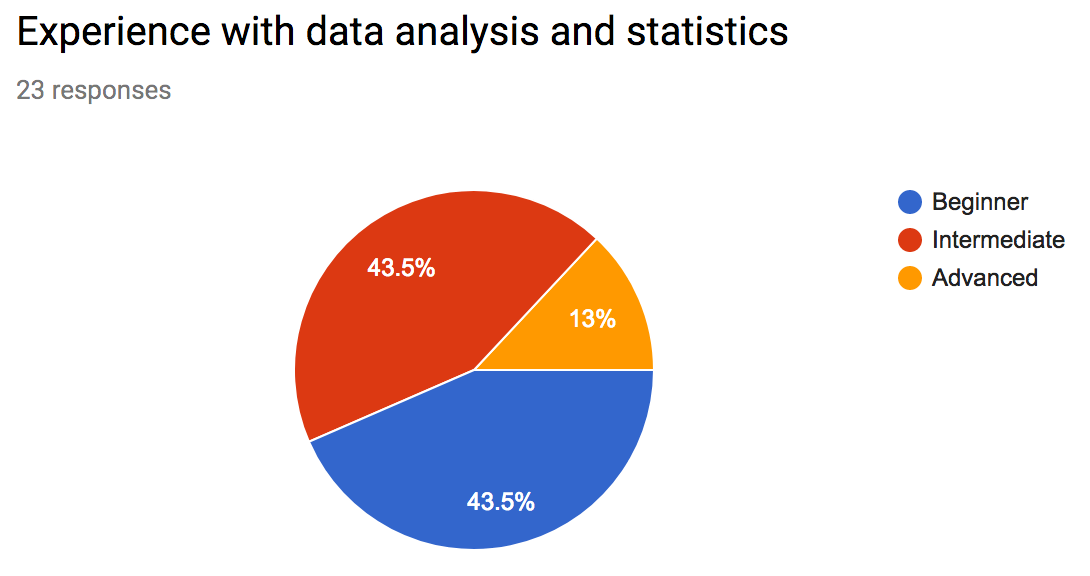 Experience with data analysis and statistics
23 responses
Beginner
Intermediate
Advanced
43.5%
13%
43.5%